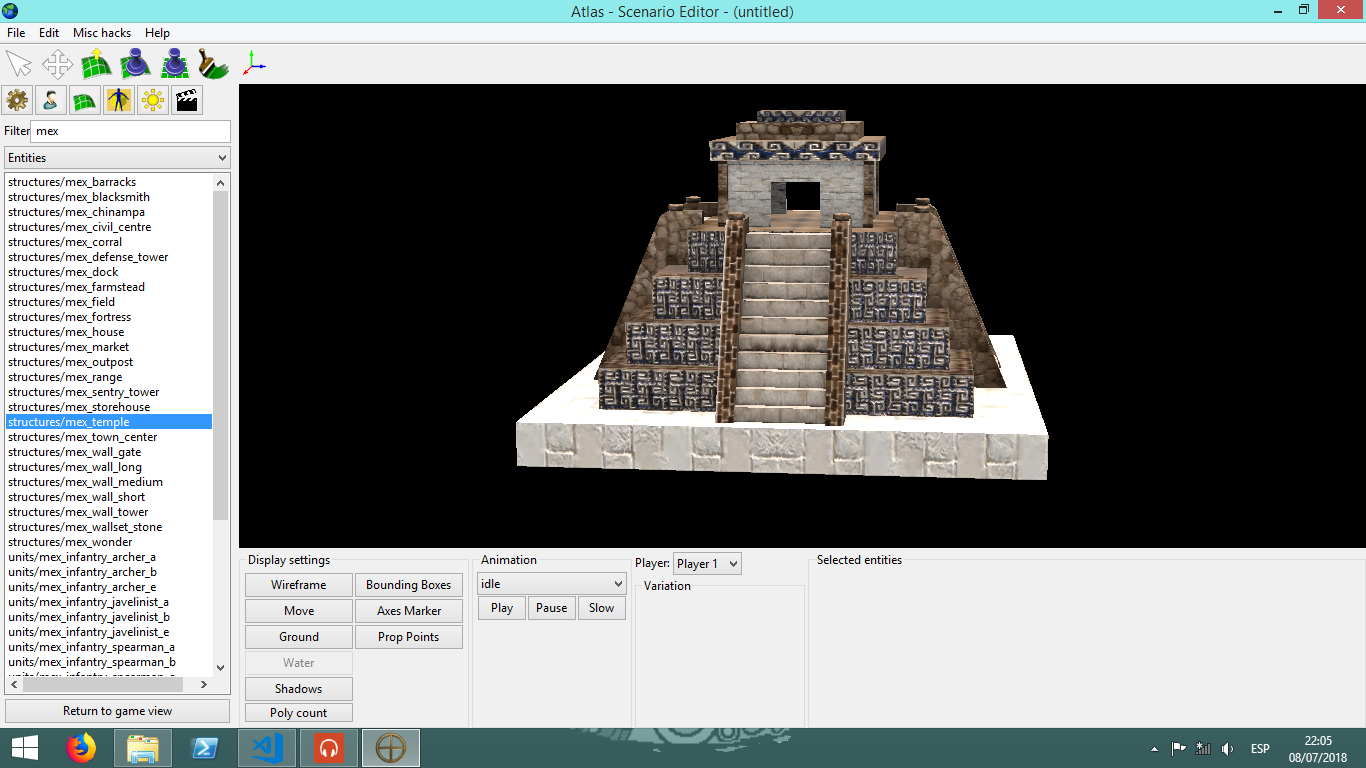 Atlas - Scenario Editor - (untitled)
File Edit Misc hacks Help
Filter mex
Entities
structures/mex_barracks
structures/mex_blacksmith
structures/mex_chinampa
structures/mex_civil_centre
structures/mex_corral
structures/mex_defense_tower
structures/mex_dock
structures/mex_farmstead
structures/mex_field
structures/mex_fortress
structures/mex_house
structures/mex_market
structures/mex_outpost
structures/mex_range
structures/mex_sentry_tower
structures/mex_storehouse
structures/mex_temple
structures/mex_town_center
structures/mex_wall_gate
structures/mex_wall_long
structures/mex_wall_medium
structures/mex_wall_short
structures/mex_wall_tower
structures/mex_wallset_stone
structures/mex_wonder
units/mex_infantry_archer_a
units/mex_infantry_archer_b
units/mex_infantry_archer_e
units/mex_infantry_javelinist_a
units/mex_infantry_javelinist_b
units/mex_infantry_javelinist_e
units/mex_infantry_spearman_a
units/mex_infantry_spearman_b
Return to game view
Display settings
Wireframe Bounding Boxes
Move Axes Marker
Ground Prop Points
Water
Shadows
Poly count
Animation
idle
Play Pause Slow
Player: Player 1
Variation
Selected entities
ESP
22:05
08/07/2018